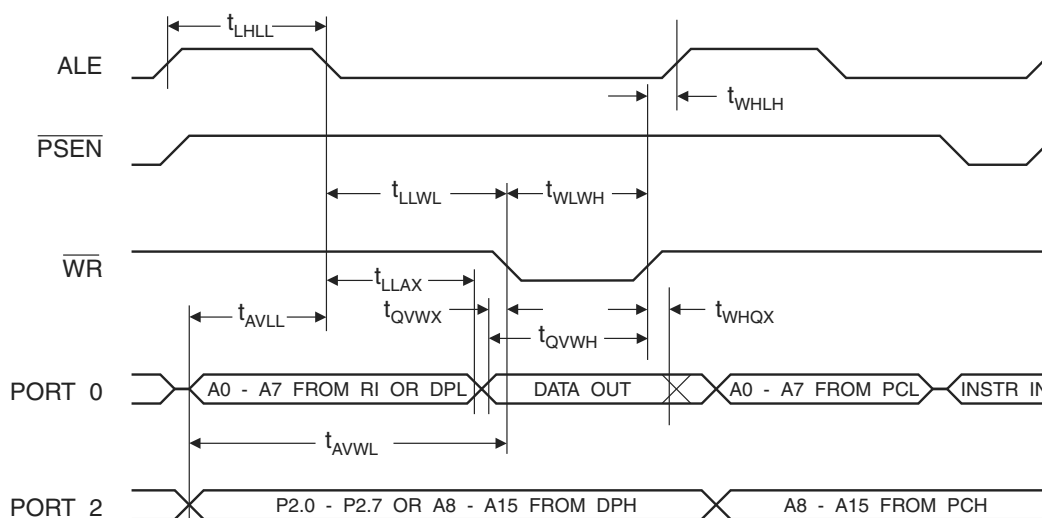 tLHLL
ALE
tWHLH
PSEN
tLLWL
tWLWH
WR
tLLAX
tAVLL
tQVWX
tWHQX
tQVWH
PORT 0
A0 - A7 FROM RI OR DPL
DATA OUT
A0 - A7 FROM PCL
INSTR IN
tAVWL
PORT 2
P2.0 - P2.7 OR A8 - A15 FROM DPH
A8 - A15 FROM PCH